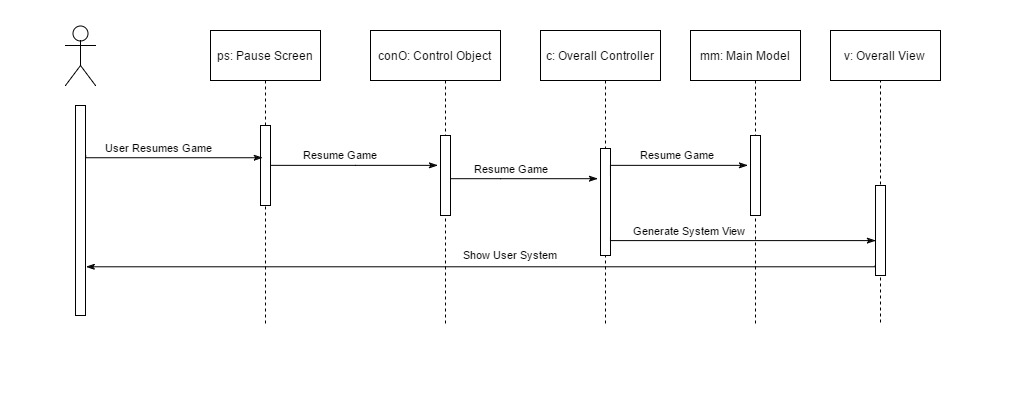 ps: Pause Screen
conO: Control Object
c: Overall Controller
mm: Main Model
v: Overall View
User Resumes Game
Resume Game
Resume Game
Resume Game
Generate System View
Show User System